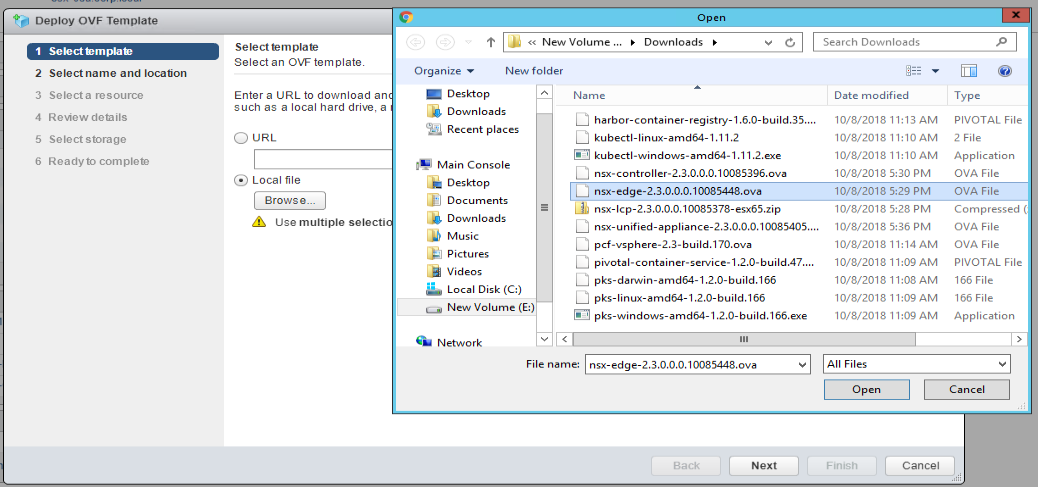 Deploy OVF Template
1 Select template
2 Select name and location
3 Select a resource
4 Review details
5 Select storage
6 Ready to complete
Select template
Select an OVF template.
Enter a URL to download and
such as a local hard drive, a
URL
Local file
Browse...
Use multiple selectio
Back
Next
Finish
Cancel
Open
« New Volume ... Downloads
Search Downloads
Organize
New folder
Desktop
Downloads
Recent places
Main Console
Desktop
Documents
Downloads
Music
Pictures
Videos
Local Disk (C:)
New Volume (E:)
Network
Name Date modified Type
harbor-container-registry-1.6.0-build.35.... 10/8/2018 11:13 AM PIVOTAL File
kubectl-linux-amd64-1.11.2 10/8/2018 11:10 AM 2 File
kubectl-windows-amd64-1.11.2.exe 10/8/2018 11:10 AM Application
nsx-controller-2.3.0.0.0.10085396.ova 10/8/2018 5:30 PM OVA File
nsx-edge-2.3.0.0.0.10085448.ova 10/8/2018 5:29 PM OVA File
nsx-lcp-2.3.0.0.0.10085378-esx65.zip 10/8/2018 5:28 PM Compressed (
nsx-unified-appliance-2.3.0.0.0.10085405.... 10/8/2018 5:36 PM OVA File
pcf-vsphere-2.3-build.170.ova 10/8/2018 11:14 AM OVA File
pivotal-container-service-1.2.0-build.47.... 10/8/2018 11:09 AM PIVOTAL File
pks-darwin-amd64-1.2.0-build.166 10/8/2018 11:08 AM 166 File
pks-linux-amd64-1.2.0-build.166 10/8/2018 11:09 AM 166 File
pks-windows-amd64-1.2.0-build.166.exe 10/8/2018 11:09 AM Application
File name: nsx-edge-2.3.0.0.0.10085448.ova
All Files
Open
Cancel